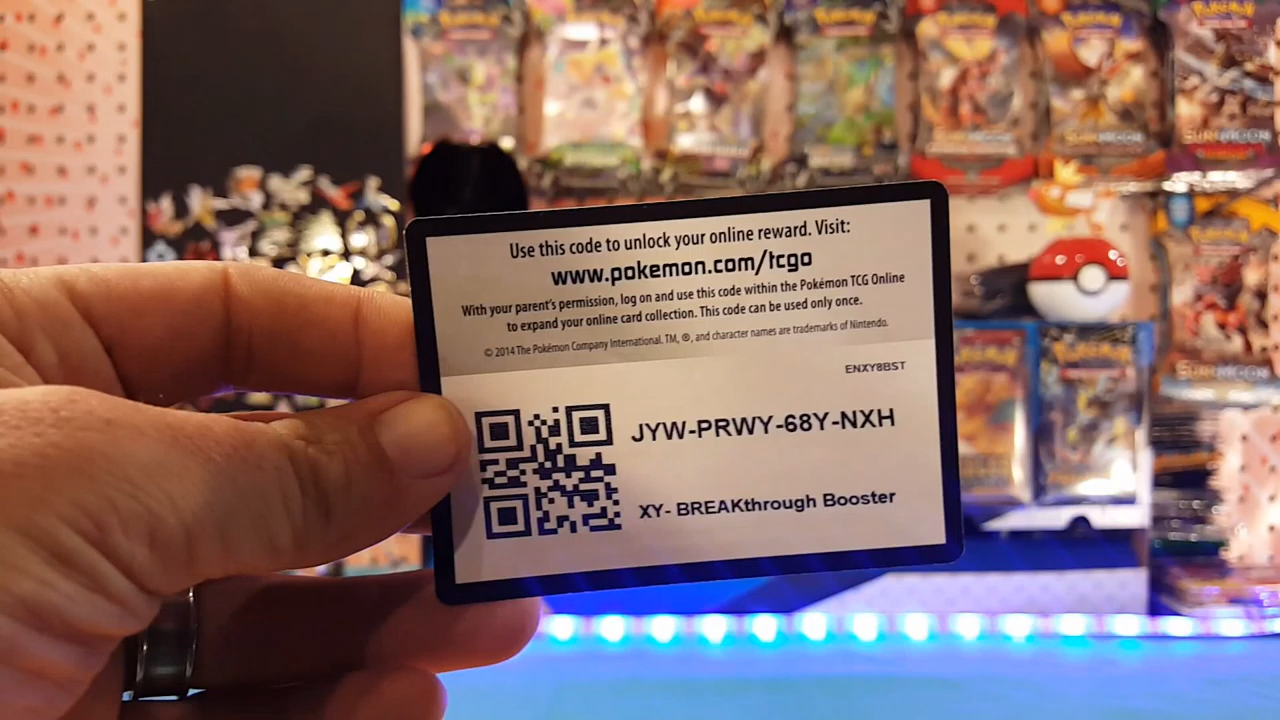 Pokémon
Use this code to unlock your online reward. Visit:
www.pokemon.com/tcgo
With your parent's permission, log on and use this code within the Pokémon TCG Online
to expand your online card collection. This code can be used only once.
© 2014 The Pokémon Company International. TM, ®, and character names are trademarks of Nintendo.
ENXY8BST
JYW-PRWY-68Y-NXH
XY- BREAKthrough Booster